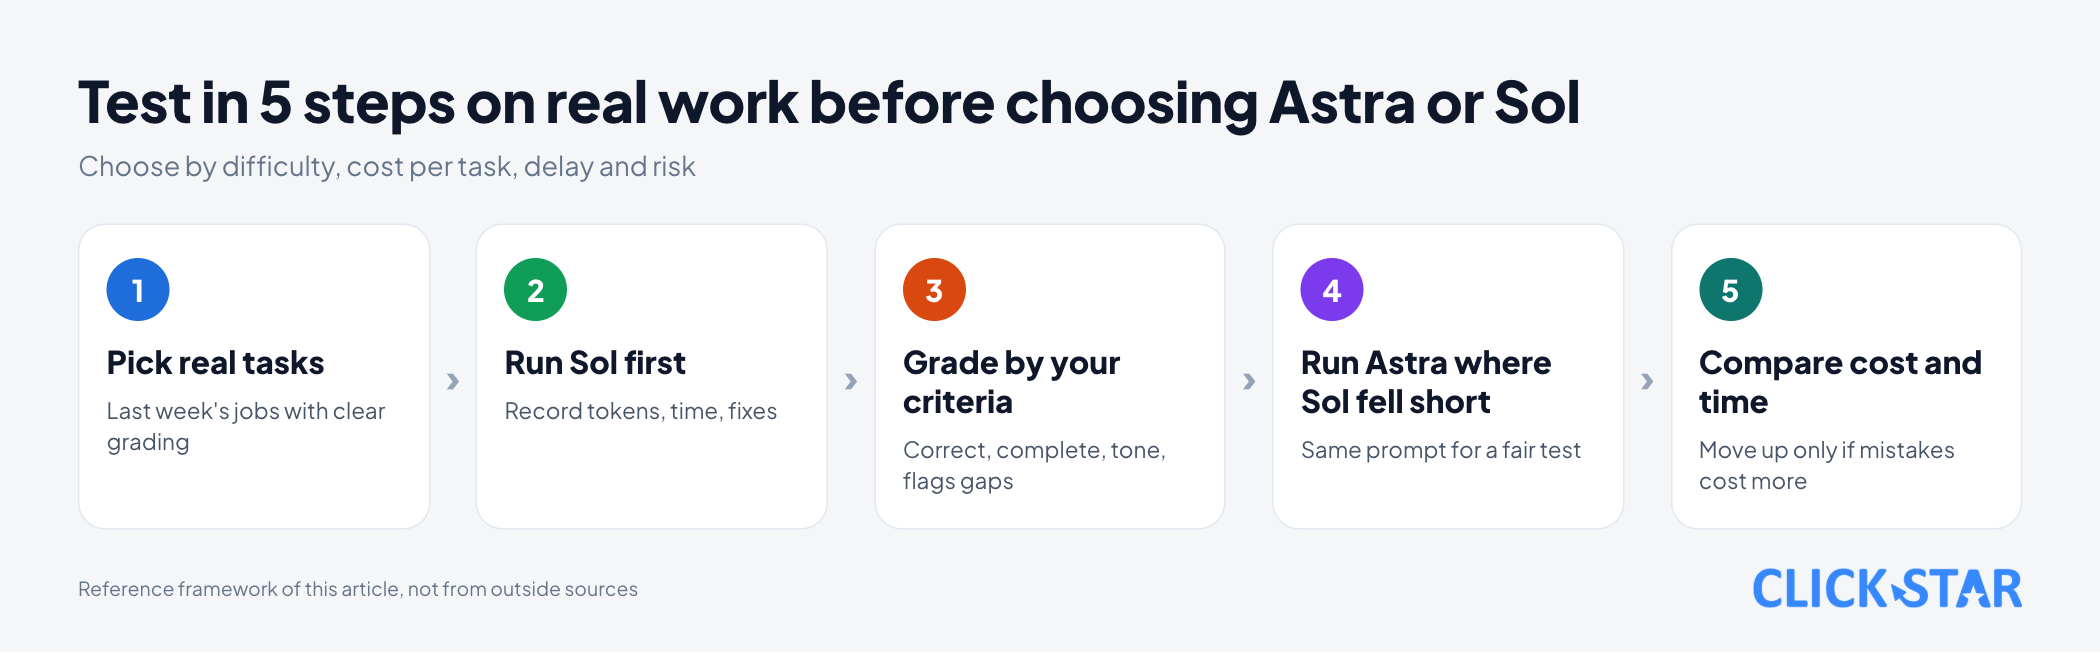 Test in 5 steps on real work before choosing Astra or Sol
Choose by difficulty, cost per task, delay and risk
1
Pick real tasks
Last week's jobs with clear
grading
›
2
Run Sol first
Record tokens, time, fixes
›
3
Grade by your
criteria
Correct, complete, tone,
flags gaps
›
4
Run Astra where
Sol fell short
Same prompt for a fair test
›
5
Compare cost and
time
Move up only if mistakes
cost more
Reference framework of this article, not from outside sources
CLICK STAR